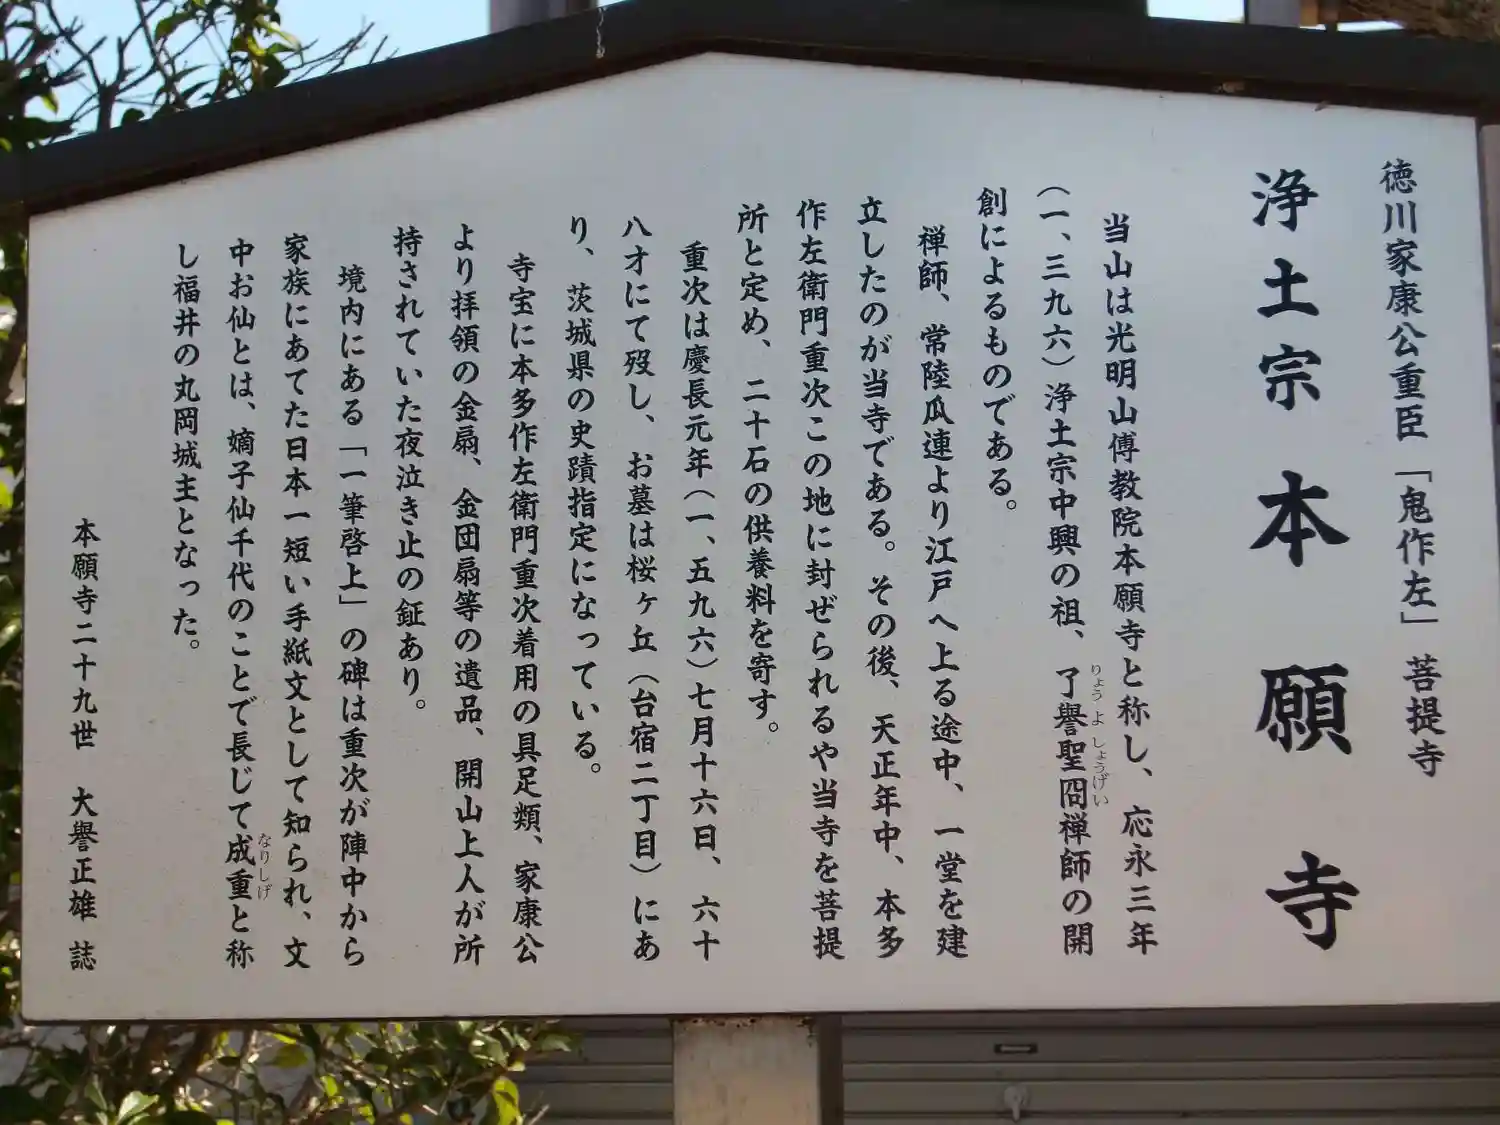 徳川家康公重臣「鬼作左」菩提寺
浄土宗本願寺
当山は光明山傅教院本願寺と称し、応永三年
(一、三九六)浄土宗中興の祖、了譽聖冏禅師の開
りょうよしょうげい
創によるものである。
禅師、常陸瓜連より江戸へ上る途中、一堂を建
立したのが当寺である。その後、天正年中、本多
作左衛門重次この地に封ぜられるや当寺を菩提
所と定め、二十石の供養料を寄す。
重次は慶長元年(一、五九六)七月十六日、六十
八才にて歿し、お墓は桜ヶ丘(台宿二丁目)にあ
り、茨城県の史蹟指定になっている。
寺宝に本多作左衛門重次着用の具足類、家康公
より拝領の金扇、金団扇等の遺品、開山上人が所
持されていた夜泣き止の鉦あり。
境内にある「一筆啓上」の碑は重次が陣中から
家族にあてた日本一短い手紙文として知られ、文
中お仙とは、嫡子仙千代のことで長じて成重と称
なりしげ
し福井の丸岡城主となった。
本願寺二十九世 大譽正雄 誌